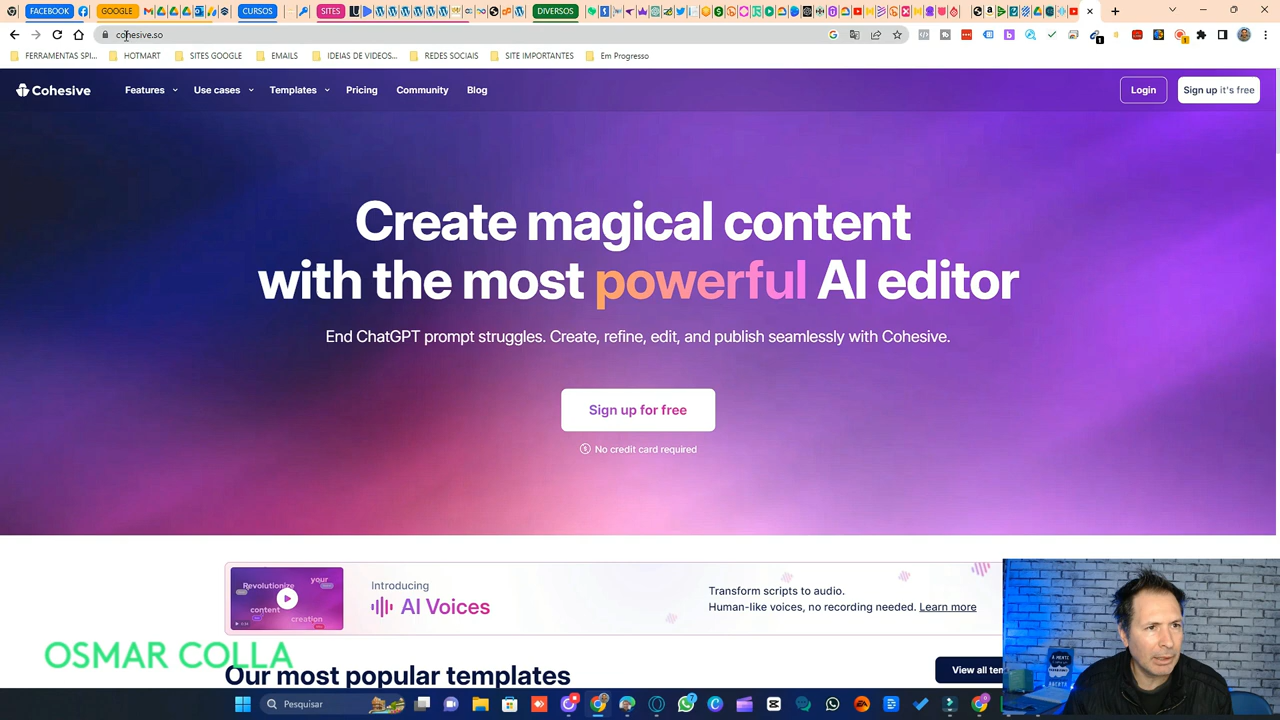 FACEBOOK
GOOGLE
CURSOS
SITES
DIVERSOS
cohesive.so
FERRAMENTAS SPI...
HOTMART
SITES GOOGLE
EMAILS
IDEIAS DE VIDEOS...
REDES SOCIAIS
SITE IMPORTANTES
Em Progresso
Cohesive
Features
Use cases
Templates
Pricing
Community
Blog
Login
Sign up it's free
Create magical content
with the most powerful AI editor
End ChatGPT prompt struggles. Create, refine, edit, and publish seamlessly with Cohesive.
Sign up for free
No credit card required
Revolutionize your
content
creation
Introducing
AI Voices
Transform scripts to audio.
Human-like voices, no recording needed. Learn more
OSMAR COLLA
Our most popular templates
View all tem
Pesquisar